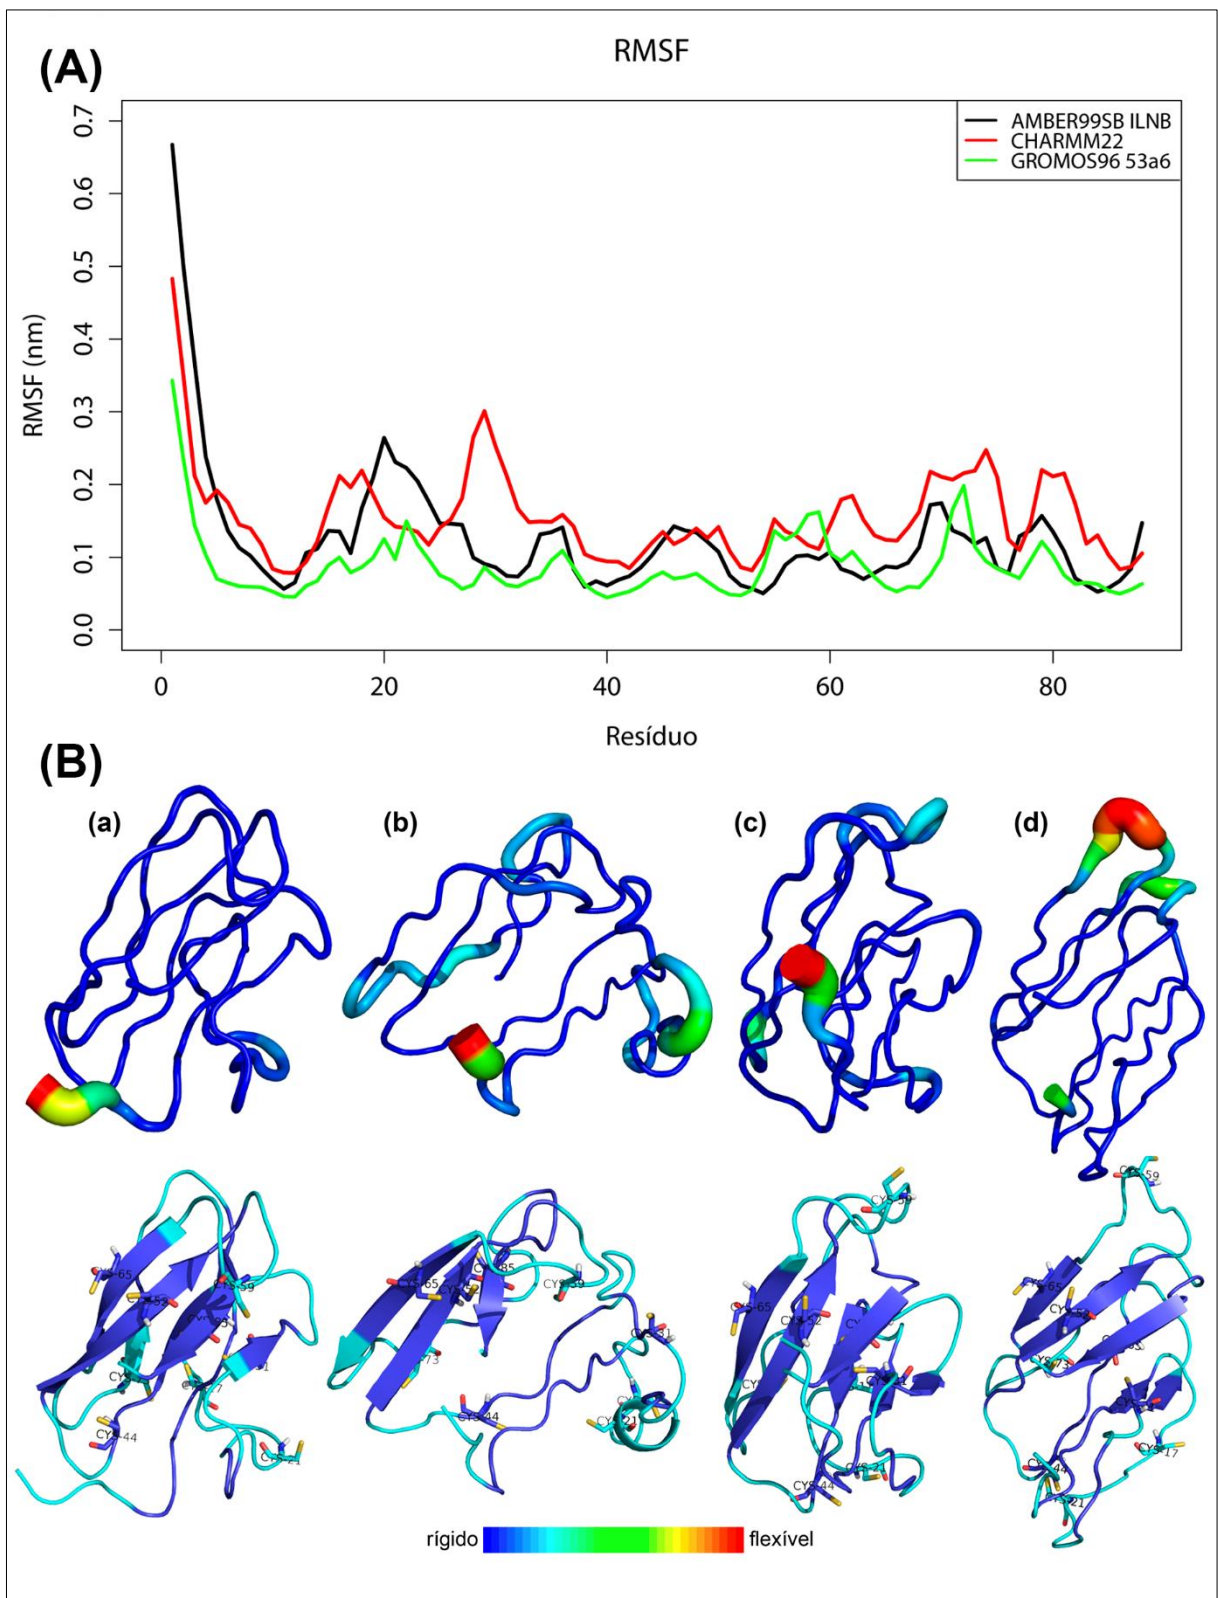 (A)
RMSF
AMBER99SB ILNB
CHARMM22
GROMOS96 53a6
RMSF (nm)
0.7
0.6
0.5
0.4
0.3
0.2
0.1
0.0
0 20 40 60 80
Resíduo
(B)
(a) (b) (c) (d)
CYS-59
CYS-59
CYS-65
CYS-59
CYS-44
CYS-21
CYS-65
CYS-59
CYS-31
CYS-44
CYS-21
CYS-65
CYS-52
CYS-21
CYS-44
CYS-65
CYS-59
CYS-17
rígido flexível